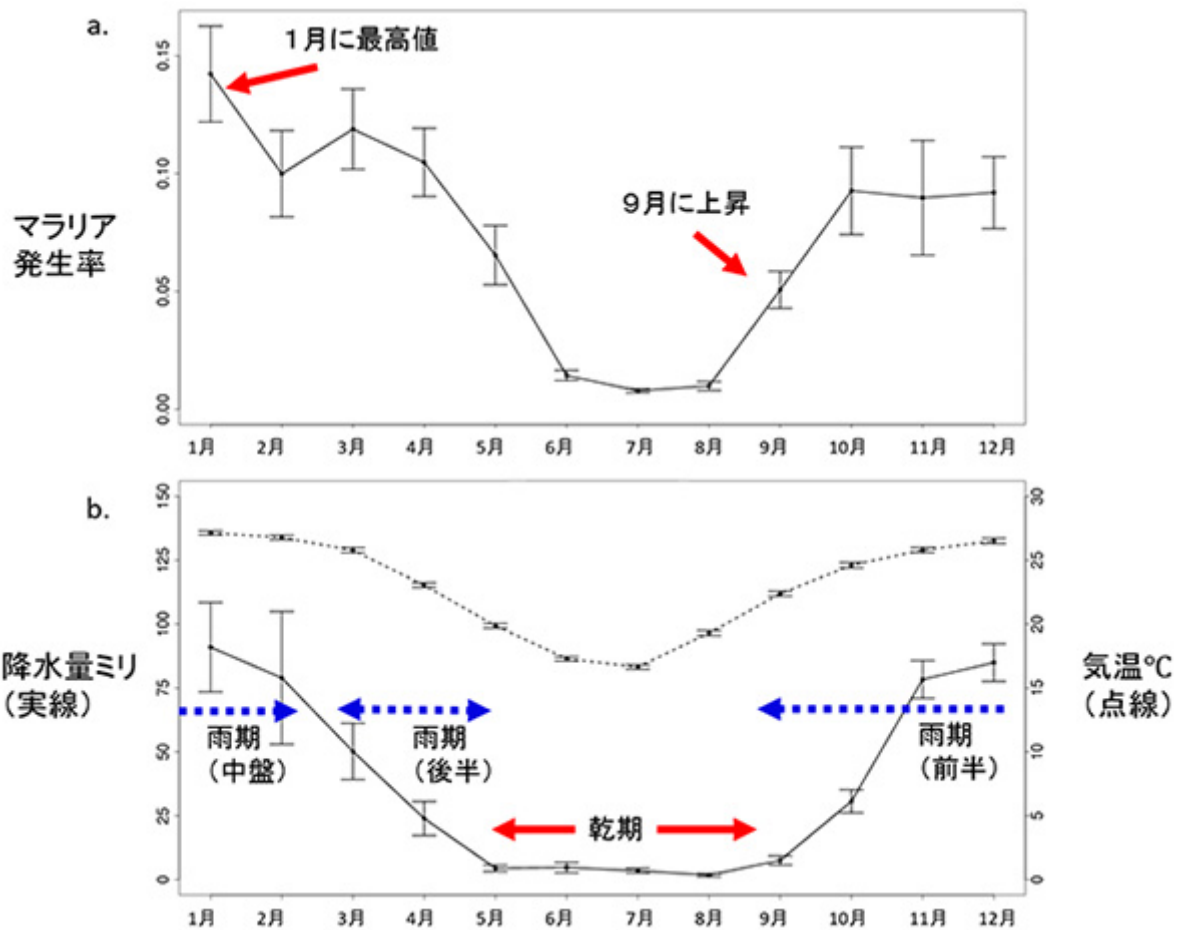 a.
1月に最高値
9月に上昇
マラリア
発生率
0.15
0.10
0.05
0.00
1月 2月 3月 4月 5月 6月 7月 8月 9月 10月 11月 12月
b.
降水量ミリ
(実線)
150
125
100
75
50
25
0
雨期
(中盤)
雨期
(後半)
乾期
雨期
(前半)
30
25
20
15
10
5
0
気温℃
(点線)
1月 2月 3月 4月 5月 6月 7月 8月 9月 10月 11月 12月